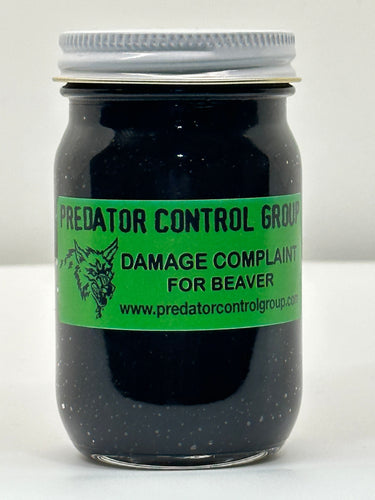 PREDATOR CONTROL GROUP
DAMAGE COMPLAINT
FOR BEAVER
www.predatorcontrolgroup.com